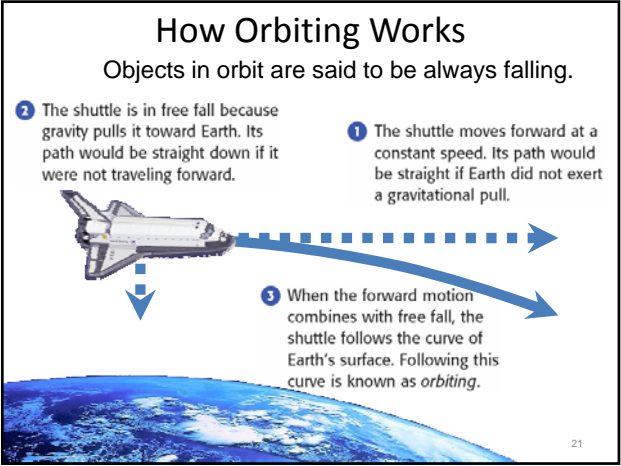 How Orbiting Works
Objects in orbit are said to be always falling.
2 The shuttle is in free fall because
gravity pulls it toward Earth. Its
path would be straight down if it
were not traveling forward.
1 The shuttle moves forward at a
constant speed. Its path would
be straight if Earth did not exert
a gravitational pull.
3 When the forward motion
combines with free fall, the
shuttle follows the curve of
Earth's surface. Following this
curve is known as orbiting.
21